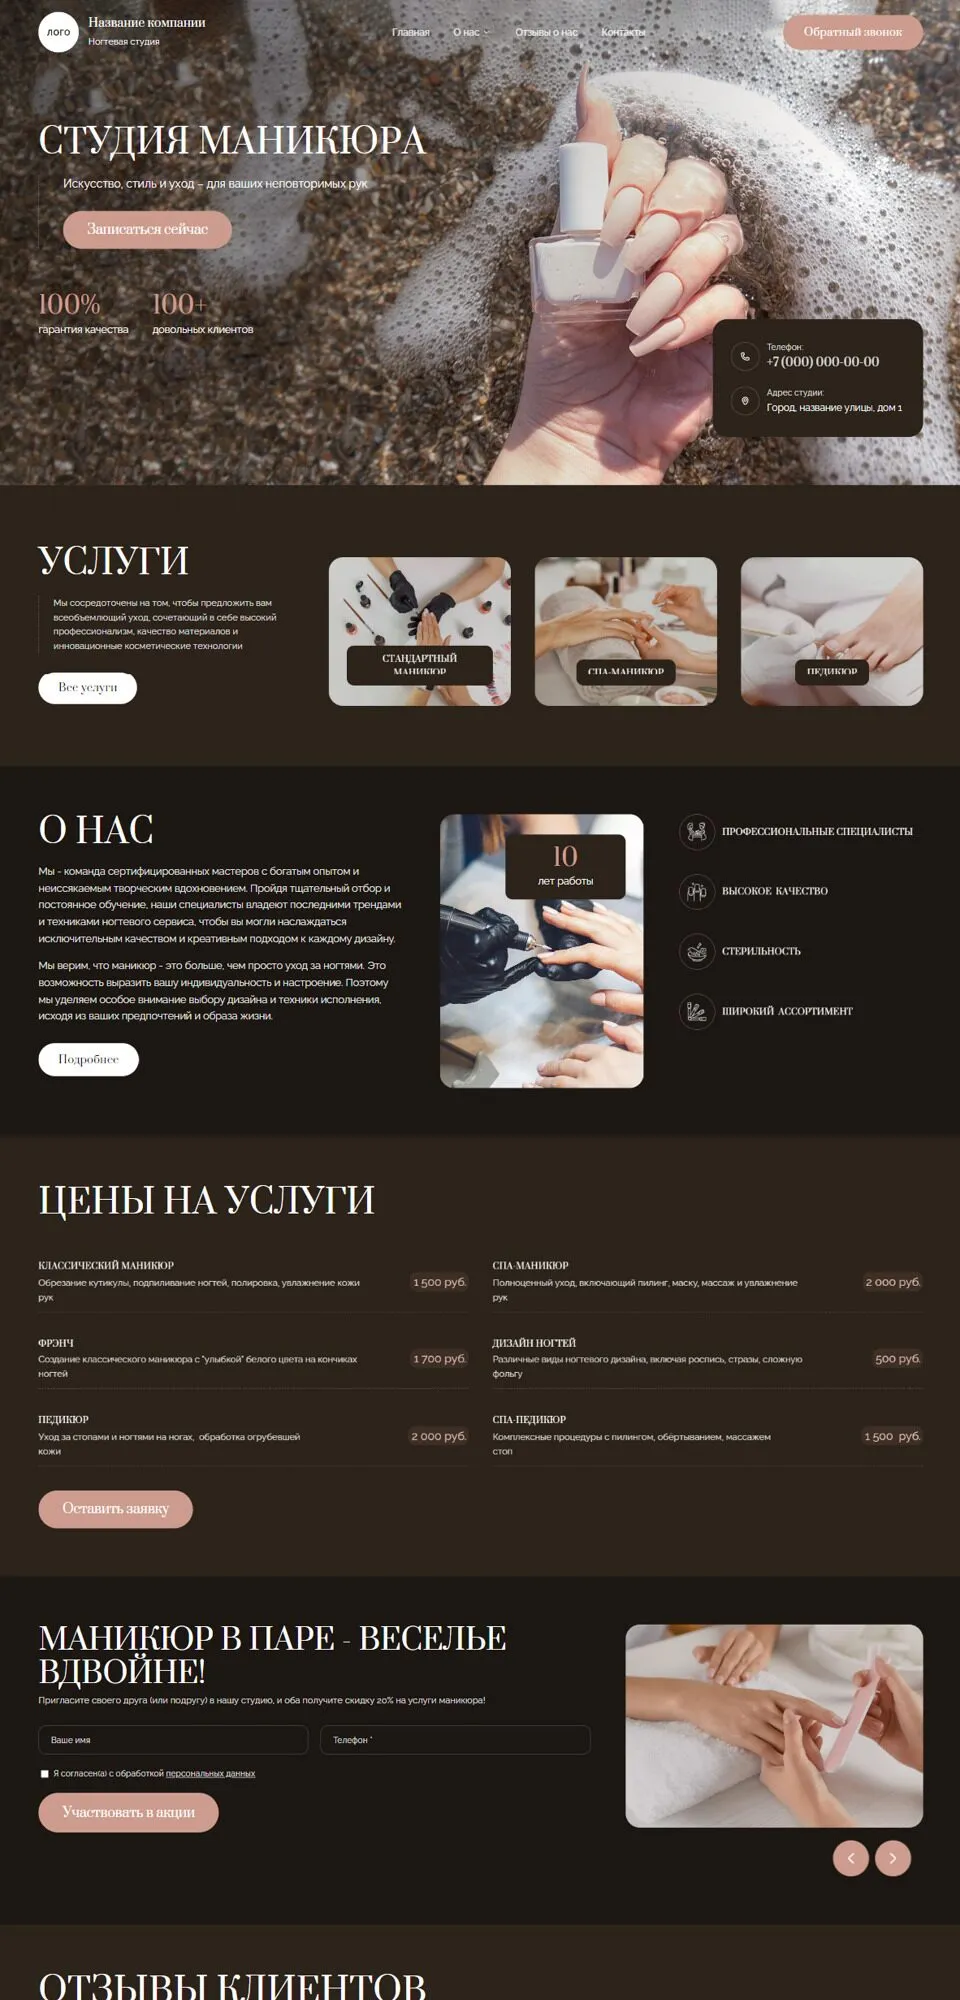 ЛОГО
Название компании
Ногтевая студия
Главная
О нас
Отзывы о нас
Контакты
Обратный звонок
СТУДИЯ МАНИКЮРА
Искусство, стиль и уход – для ваших неповторимых рук
Записаться сейчас
100%
гарантия качества
100+
довольных клиентов
Телефон:
+7 (000) 000-00-00
Адрес студии:
Город, название улицы, дом 1
УСЛУГИ
Мы сосредоточены на том, чтобы предложить вам
всеобъемлющий уход, сочетающий в себе высокий
профессионализм, качество материалов и
инновационные косметические технологии
Все услуги
СТАНДАРТНЫЙ
МАНИКЮР
СПА-МАНИКЮР
ПЕДИКЮР
О НАС
Мы - команда сертифицированных мастеров с богатым опытом и
неиссякаемым творческим вдохновением. Пройдя тщательный отбор и
постоянное обучение, наши специалисты владеют последними трендами
и техниками ногтевого сервиса, чтобы вы могли наслаждаться
исключительным качеством и креативным подходом к каждому дизайну.
Мы верим, что маникюр - это больше, чем просто уход за ногтями. Это
возможность выразить вашу индивидуальность и настроение. Поэтому
мы уделяем особое внимание выбору дизайна и техники исполнения,
исходя из ваших предпочтений и образа жизни.
Подробнее
10
лет работы
ПРОФЕССИОНАЛЬНЫЕ СПЕЦИАЛИСТЫ
ВЫСОКОЕ КАЧЕСТВО
СТЕРИЛЬНОСТЬ
ШИРОКИЙ АССОРТИМЕНТ
ЦЕНЫ НА УСЛУГИ
КЛАССИЧЕСКИЙ МАНИКЮР
Обрезание кутикулы, подпиливание ногтей, полировка, увлажнение кожи
рук
1 500 руб.
СПА-МАНИКЮР
Полноценный уход, включающий пилинг, маску, массаж и увлажнение
рук
2 000 руб.
ФРЭНЧ
Создание классического маникюра с "улыбкой" белого цвета на кончиках
ногтей
1 700 руб.
ДИЗАЙН НОГТЕЙ
Различные виды ногтевого дизайна, включая роспись, стразы, сложную
фольгу
500 руб.
ПЕДИКЮР
Уход за стопами и ногтями на ногах, обработка огрубевшей
кожи
2 000 руб.
СПА-ПЕДИКЮР
Комплексные процедуры с пилингом, обёртыванием, массажем
стоп
1 500 руб.
Оставить заявку
МАНИКЮР В ПАРЕ - ВЕСЕЛЬЕ
ВДВОЙНЕ!
Пригласите своего друга (или подругу) в нашу студию, и оба получите скидку 20% на услуги маникюра!
Ваше имя
Телефон *
Я согласен(а) с обработкой персональных данных
Участвовать в акции
ОТЗЫВЫ КЛИЕНТОВ